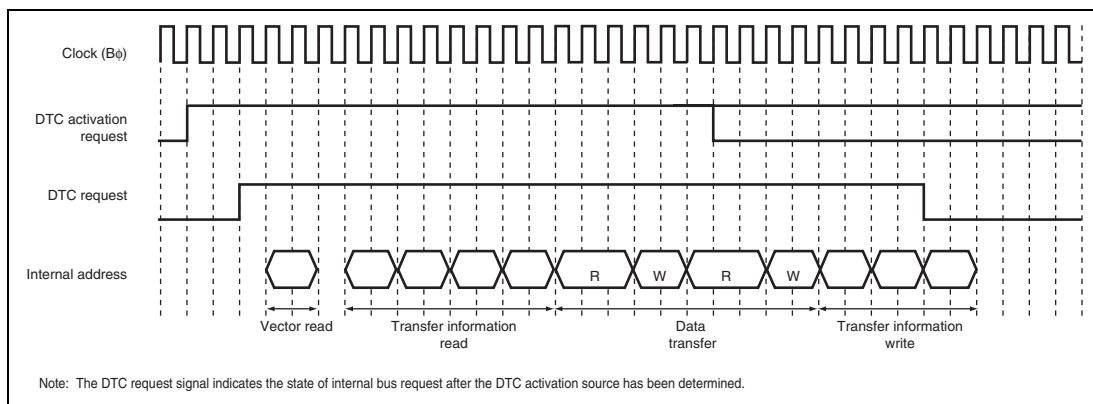 Clock (Bφ)
DTC activation
request
DTC request
Internal address
R
W
R
W
Vector read
Transfer information
read
Data
transfer
Transfer information
write
Note: The DTC request signal indicates the state of internal bus request after the DTC activation source has been determined.